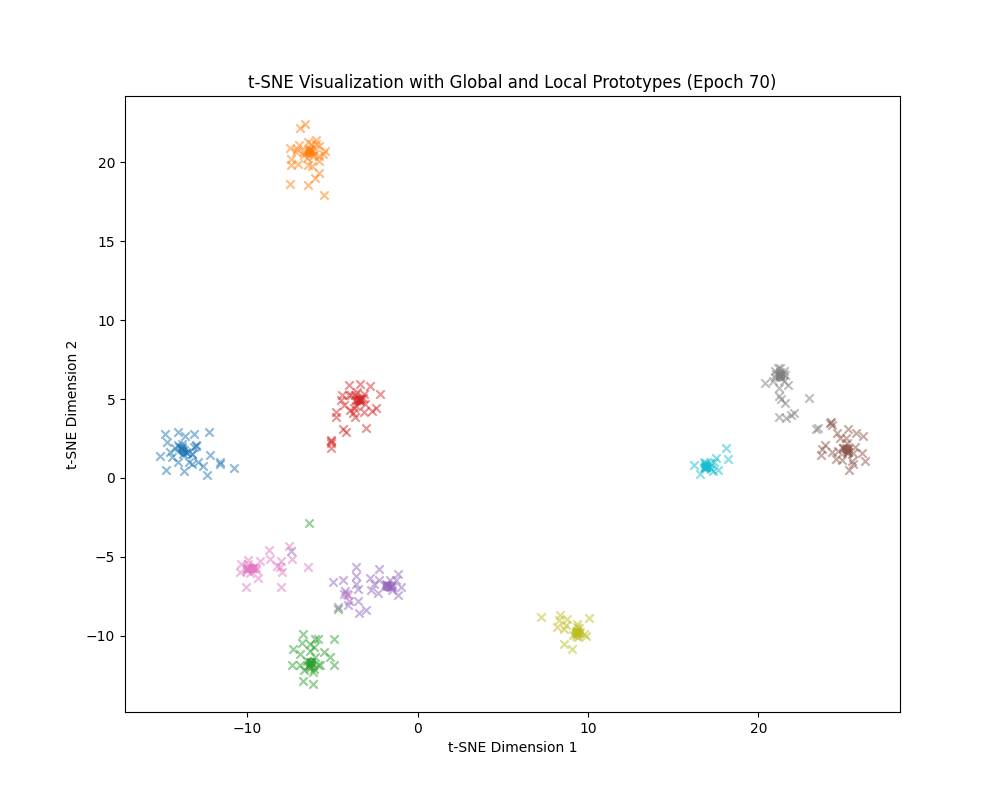 t-SNE Visualization with Global and Local Prototypes (Epoch 70)
t-SNE Dimension 2
20
15
10
5
0
−5
−10
−10 0 10 20
t-SNE Dimension 1